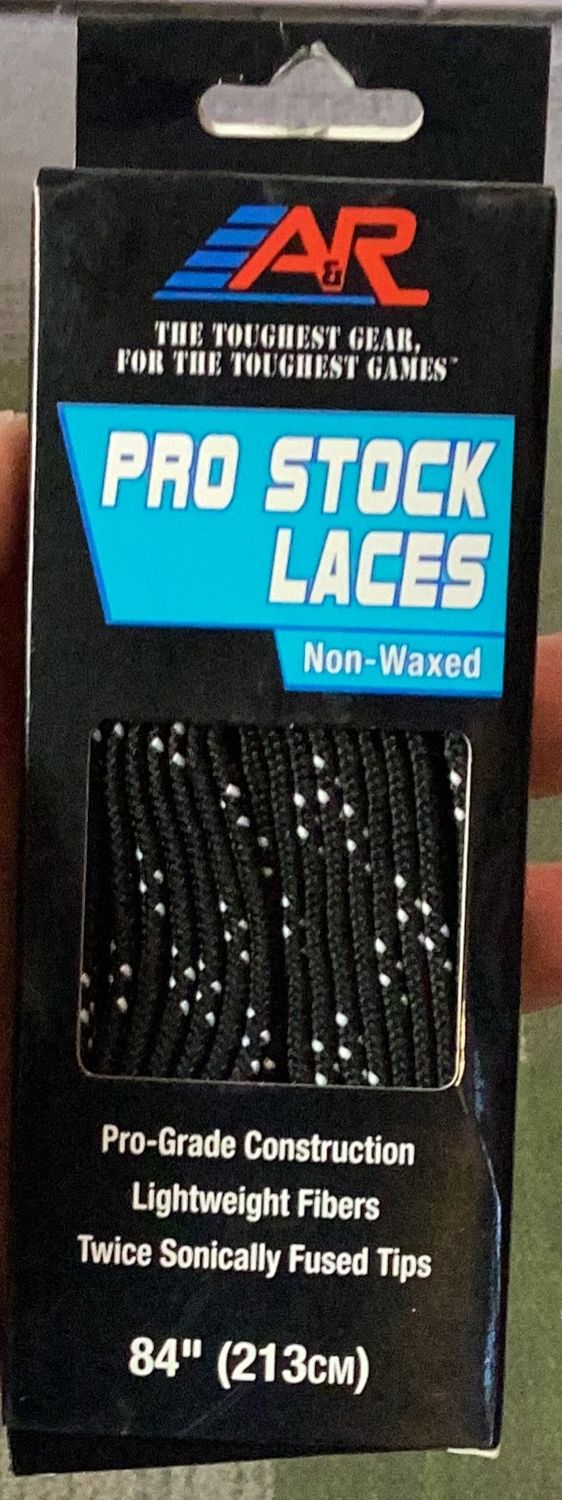 A&R
THE TOUGHEST GEAR,
FOR THE TOUGHEST GAMES™
PRO STOCK
LACES
Non-Waxed
Pro-Grade Construction
Lightweight Fibers
Twice Sonically Fused Tips
84" (213CM)